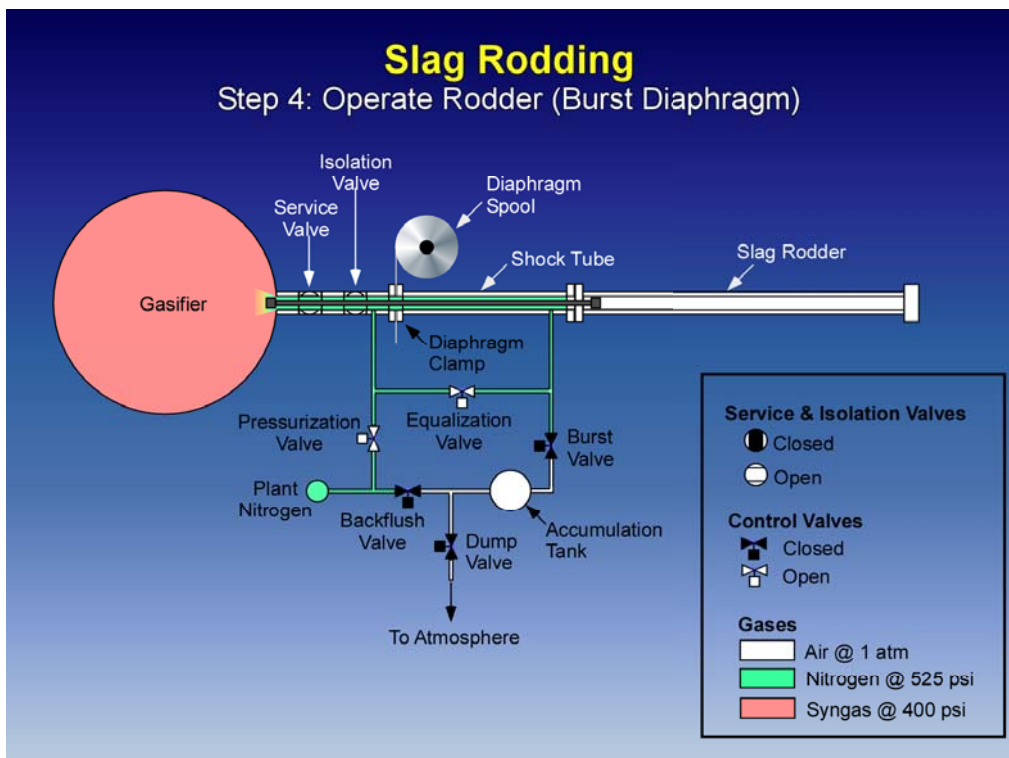 Slag Rodding
Step 4: Operate Rodder (Burst Diaphragm)
Isolation
Valve
Service
Valve
Diaphragm
Spool
Shock Tube
Slag Rodder
Gasifier
Diaphragm
Clamp
Pressurization
Valve
Equalization
Valve
Burst
Valve
Plant
Nitrogen
Backflush
Valve
Dump
Valve
Accumulation
Tank
To Atmosphere
Service & Isolation Valves
Closed
Open
Control Valves
Closed
Open
Gases
Air @ 1 atm
Nitrogen @ 525 psi
Syngas @ 400 psi